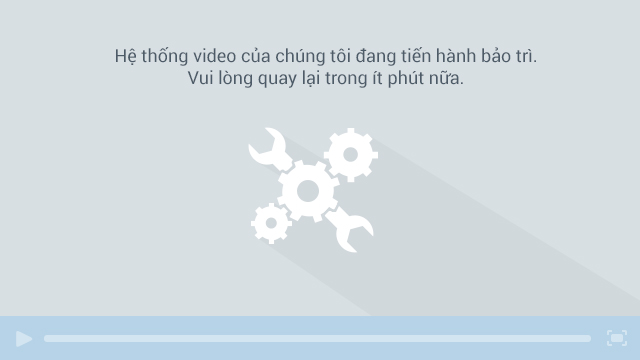 Hệ thống video của chúng tôi đang tiến hành bảo trì.
Vui lòng quay lại trong ít phút nữa.